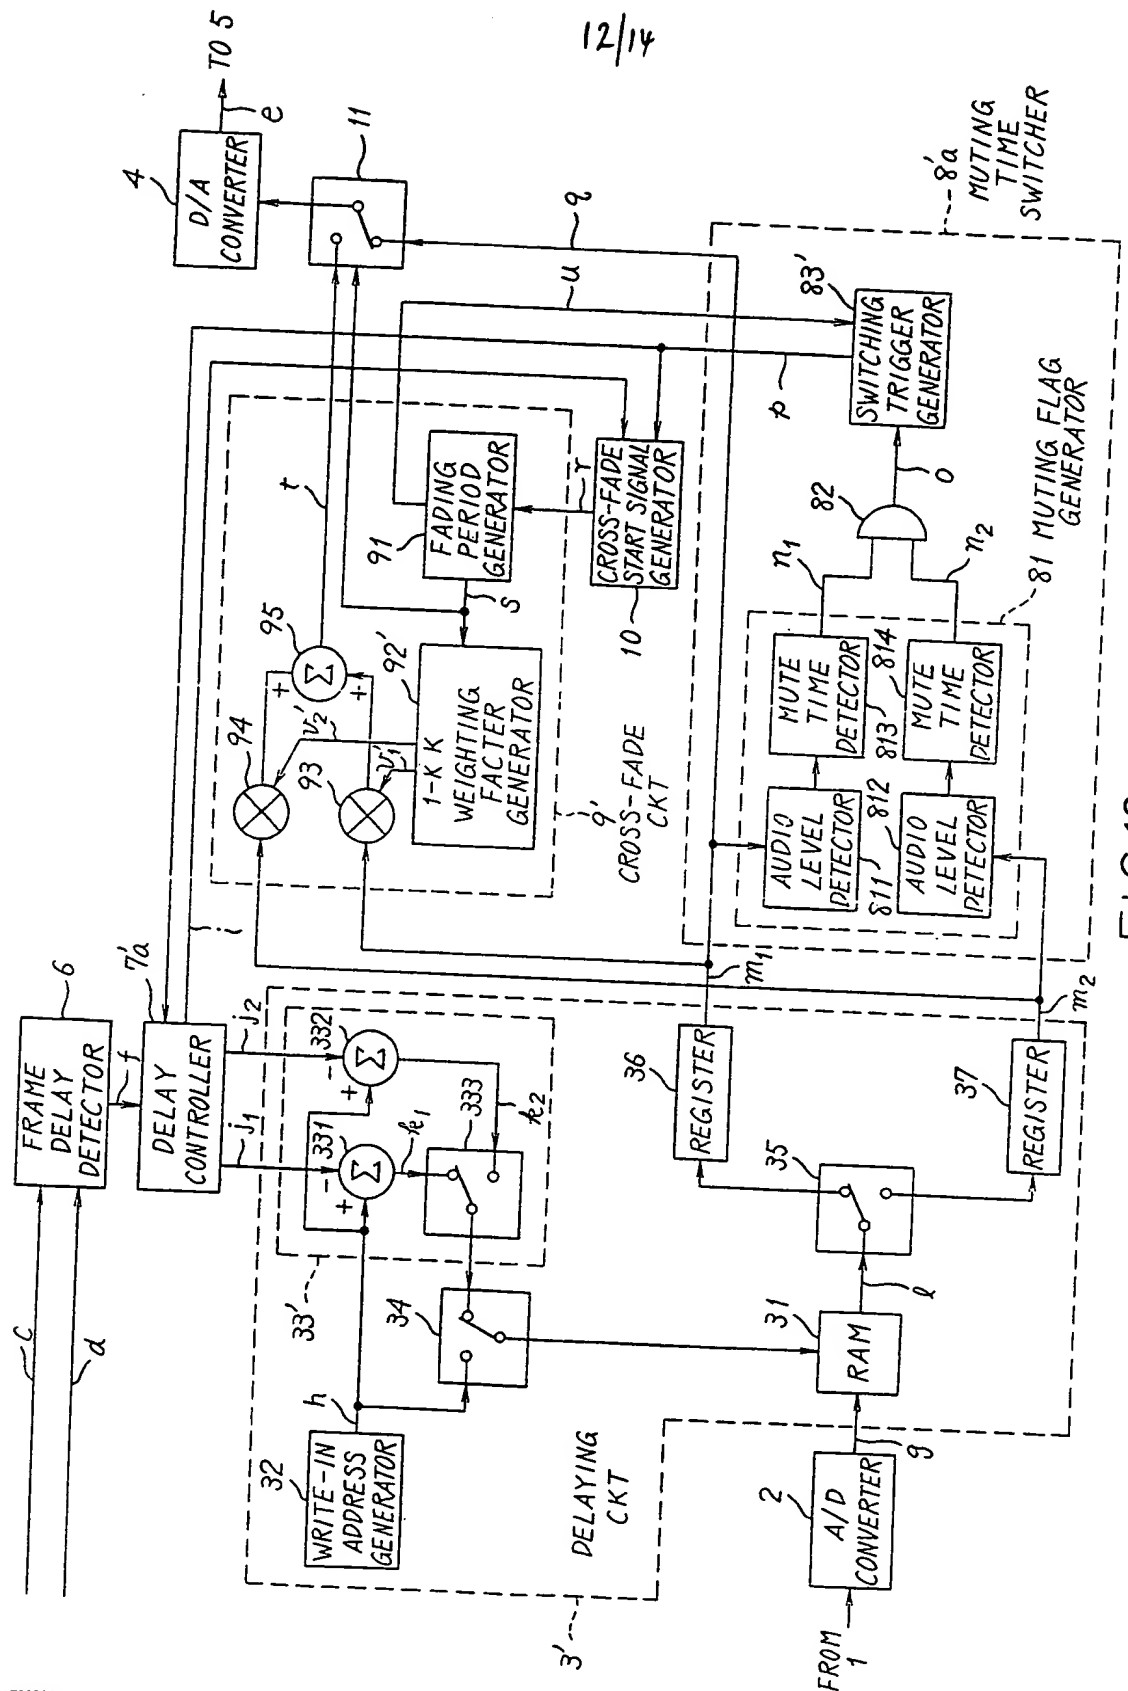 12/14
C
d
6
FRAME
DELAY
DETECTOR
f
7'a
DELAY
CONTROLLER
i
j1
j2
32
WRITE-IN
ADDRESS
GENERATOR
h
33'
331
332
333
+
-
Σ
+
-
Σ
k1
k2
34
DELAYING
CKT
3'
FROM
1
2
A/D
CONVERTER
g
31
RAM
l
35
36
REGISTER
37
REGISTER
m1
m2
94
93
v2'
v1'
+
+
Σ
95
92'
1-K K
WEIGHTING
FACTER
GENERATOR
91
FADING
PERIOD
GENERATOR
S
t
9'
CROSS-FADE
CKT
10
CROSS-FADE
START SIGNAL
GENERATOR
r
4
D/A
CONVERTER
e
TO 5
11
u
q
8'a
MUTING
TIME
SWITCHER
83'
SWITCHING
TRIGGER
GENERATOR
p
o
82
n1
n2
81 MUTING FLAG
GENERATOR
AUDIO
LEVEL
DETECTOR
811
812
AUDIO
LEVEL
DETECTOR
MUTE
TIME
DETECTOR
813
814
MUTE
TIME
DETECTOR